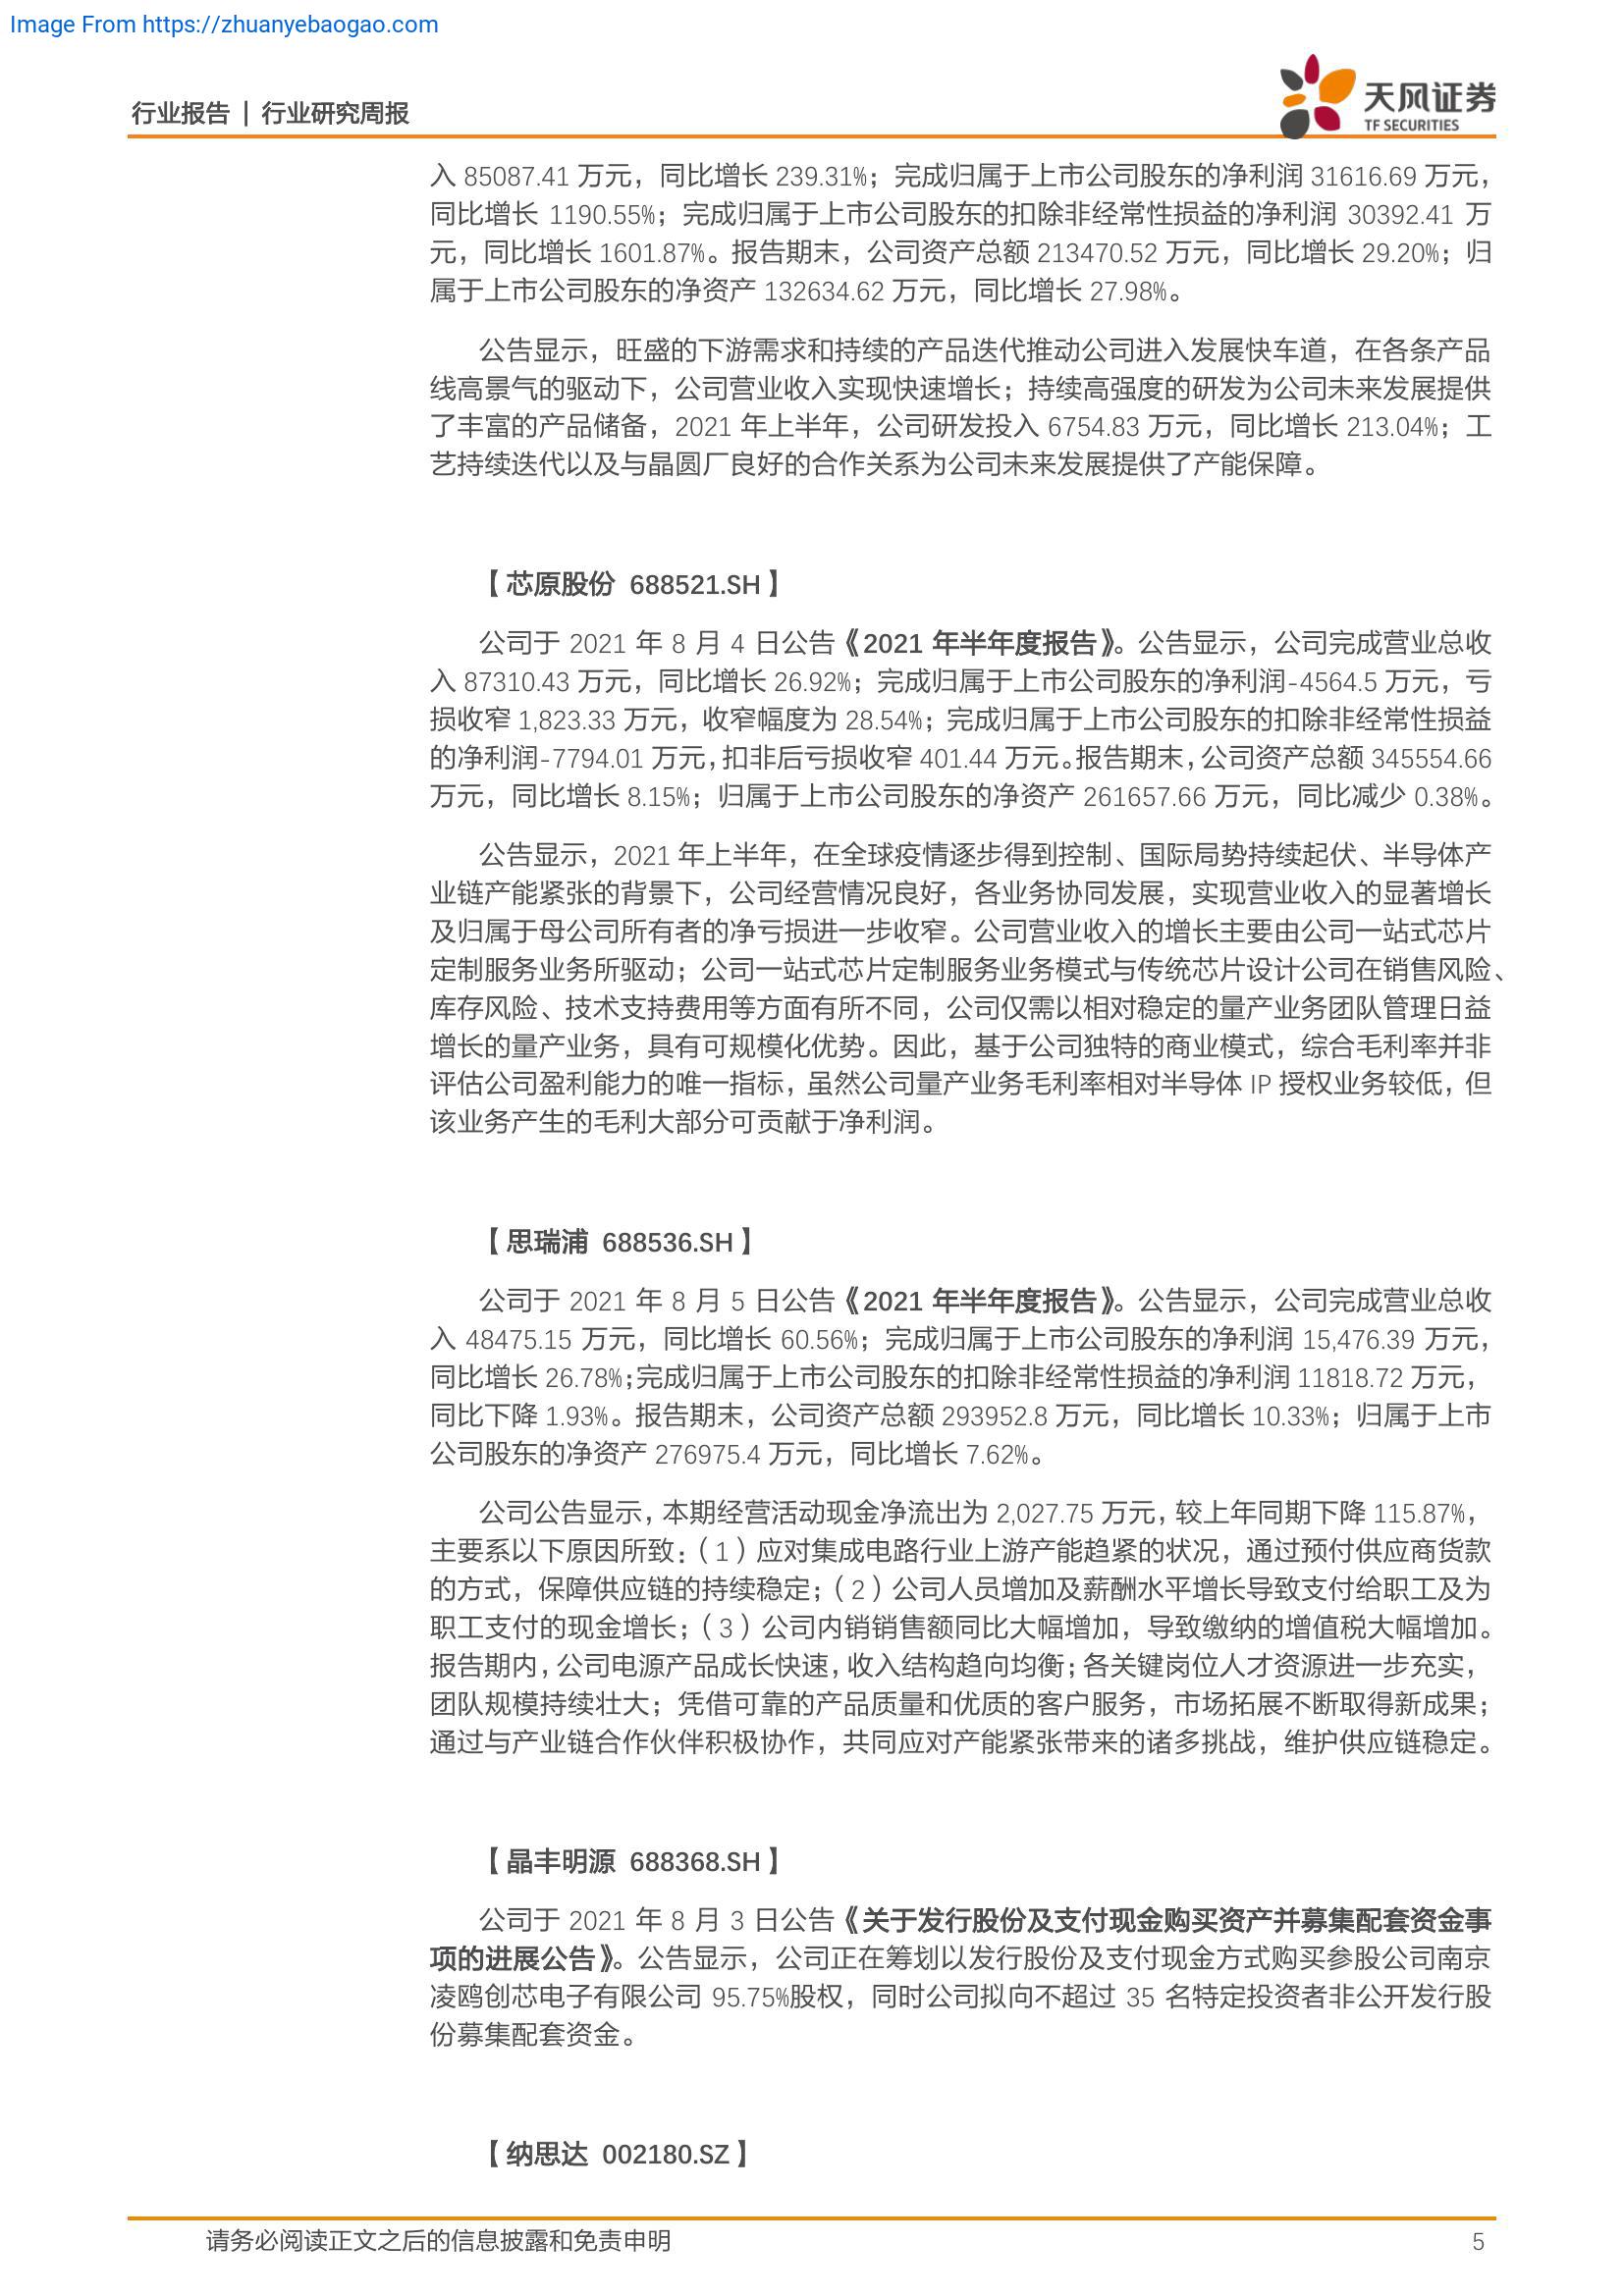 Image From https://zhuanyebaogao.com
行业报告 | 行业研究周报
天风证券
TF SECURITIES
入 85087.41 万元，同比增长 239.31%；完成归属于上市公司股东的净利润 31616.69 万元，
同比增长 1190.55%；完成归属于上市公司股东的扣除非经常性损益的净利润 30392.41 万
元，同比增长 1601.87%。报告期末，公司资产总额 213470.52 万元，同比增长 29.20%；归
属于上市公司股东的净资产 132634.62 万元，同比增长 27.98%。
公告显示，旺盛的下游需求和持续的产品迭代推动公司进入发展快车道，在各条产品
线高景气的驱动下，公司营业收入实现快速增长；持续高强度的研发为公司未来发展提供
了丰富的产品储备，2021 年上半年，公司研发投入 6754.83 万元，同比增长 213.04%；工
艺持续迭代以及与晶圆厂良好的合作关系为公司未来发展提供了产能保障。
【芯原股份 688521.SH】
公司于 2021 年 8 月 4 日公告《2021 年半年度报告》。公告显示，公司完成营业总收
入 87310.43 万元，同比增长 26.92%；完成归属于上市公司股东的净利润-4564.5 万元，亏
损收窄 1,823.33 万元，收窄幅度为 28.54%；完成归属于上市公司股东的扣除非经常性损益
的净利润-7794.01 万元，扣非后亏损收窄 401.44 万元。报告期末，公司资产总额 345554.66
万元，同比增长 8.15%；归属于上市公司股东的净资产 261657.66 万元，同比减少 0.38%。
公告显示，2021 年上半年，在全球疫情逐步得到控制、国际局势持续起伏、半导体产
业链产能紧张的背景下，公司经营情况良好，各业务协同发展，实现营业收入的显著增长
及归属于母公司所有者的净亏损进一步收窄。公司营业收入的增长主要由公司一站式芯片
定制服务业务所驱动；公司一站式芯片定制服务业务模式与传统芯片设计公司在销售风险、
库存风险、技术支持费用等方面有所不同，公司仅需以相对稳定的量产业务团队管理日益
增长的量产业务，具有可规模化优势。因此，基于公司独特的商业模式，综合毛利率并非
评估公司盈利能力的唯一指标，虽然公司量产业务毛利率相对半导体 IP 授权业务较低，但
该业务产生的毛利大部分可贡献于净利润。
【思瑞浦 688536.SH】
公司于 2021 年 8 月 5 日公告《2021 年半年度报告》。公告显示，公司完成营业总收
入 48475.15 万元，同比增长 60.56%；完成归属于上市公司股东的净利润 15,476.39 万元，
同比增长 26.78%；完成归属于上市公司股东的扣除非经常性损益的净利润 11818.72 万元，
同比下降 1.93%。报告期末，公司资产总额 293952.8 万元，同比增长 10.33%；归属于上市
公司股东的净资产 276975.4 万元，同比增长 7.62%。
公司公告显示，本期经营活动现金净流出为 2,027.75 万元，较上年同期下降 115.87%，
主要系以下原因所致：（1）应对集成电路行业上游产能趋紧的状况，通过预付供应商货款
的方式，保障供应链的持续稳定；（2）公司人员增加及薪酬水平增长导致支付给职工及为
职工支付的现金增长；（3）公司内销销售额同比大幅增加，导致缴纳的增值税大幅增加。
报告期内，公司电源产品成长快速，收入结构趋向均衡；各关键岗位人才资源进一步充实，
团队规模持续壮大；凭借可靠的产品质量和优质的客户服务，市场拓展不断取得新成果；
通过与产业链合作伙伴积极协作，共同应对产能紧张带来的诸多挑战，维护供应链稳定。
【晶丰明源 688368.SH】
公司于 2021 年 8 月 3 日公告《关于发行股份及支付现金购买资产并募集配套资金事
项的进展公告》。公告显示，公司正在筹划以发行股份及支付现金方式购买参股公司南京
凌鸥创芯电子有限公司 95.75%股权，同时公司拟向不超过 35 名特定投资者非公开发行股
份募集配套资金。
【纳思达 002180.SZ】
请务必阅读正文之后的信息披露和免责申明
5